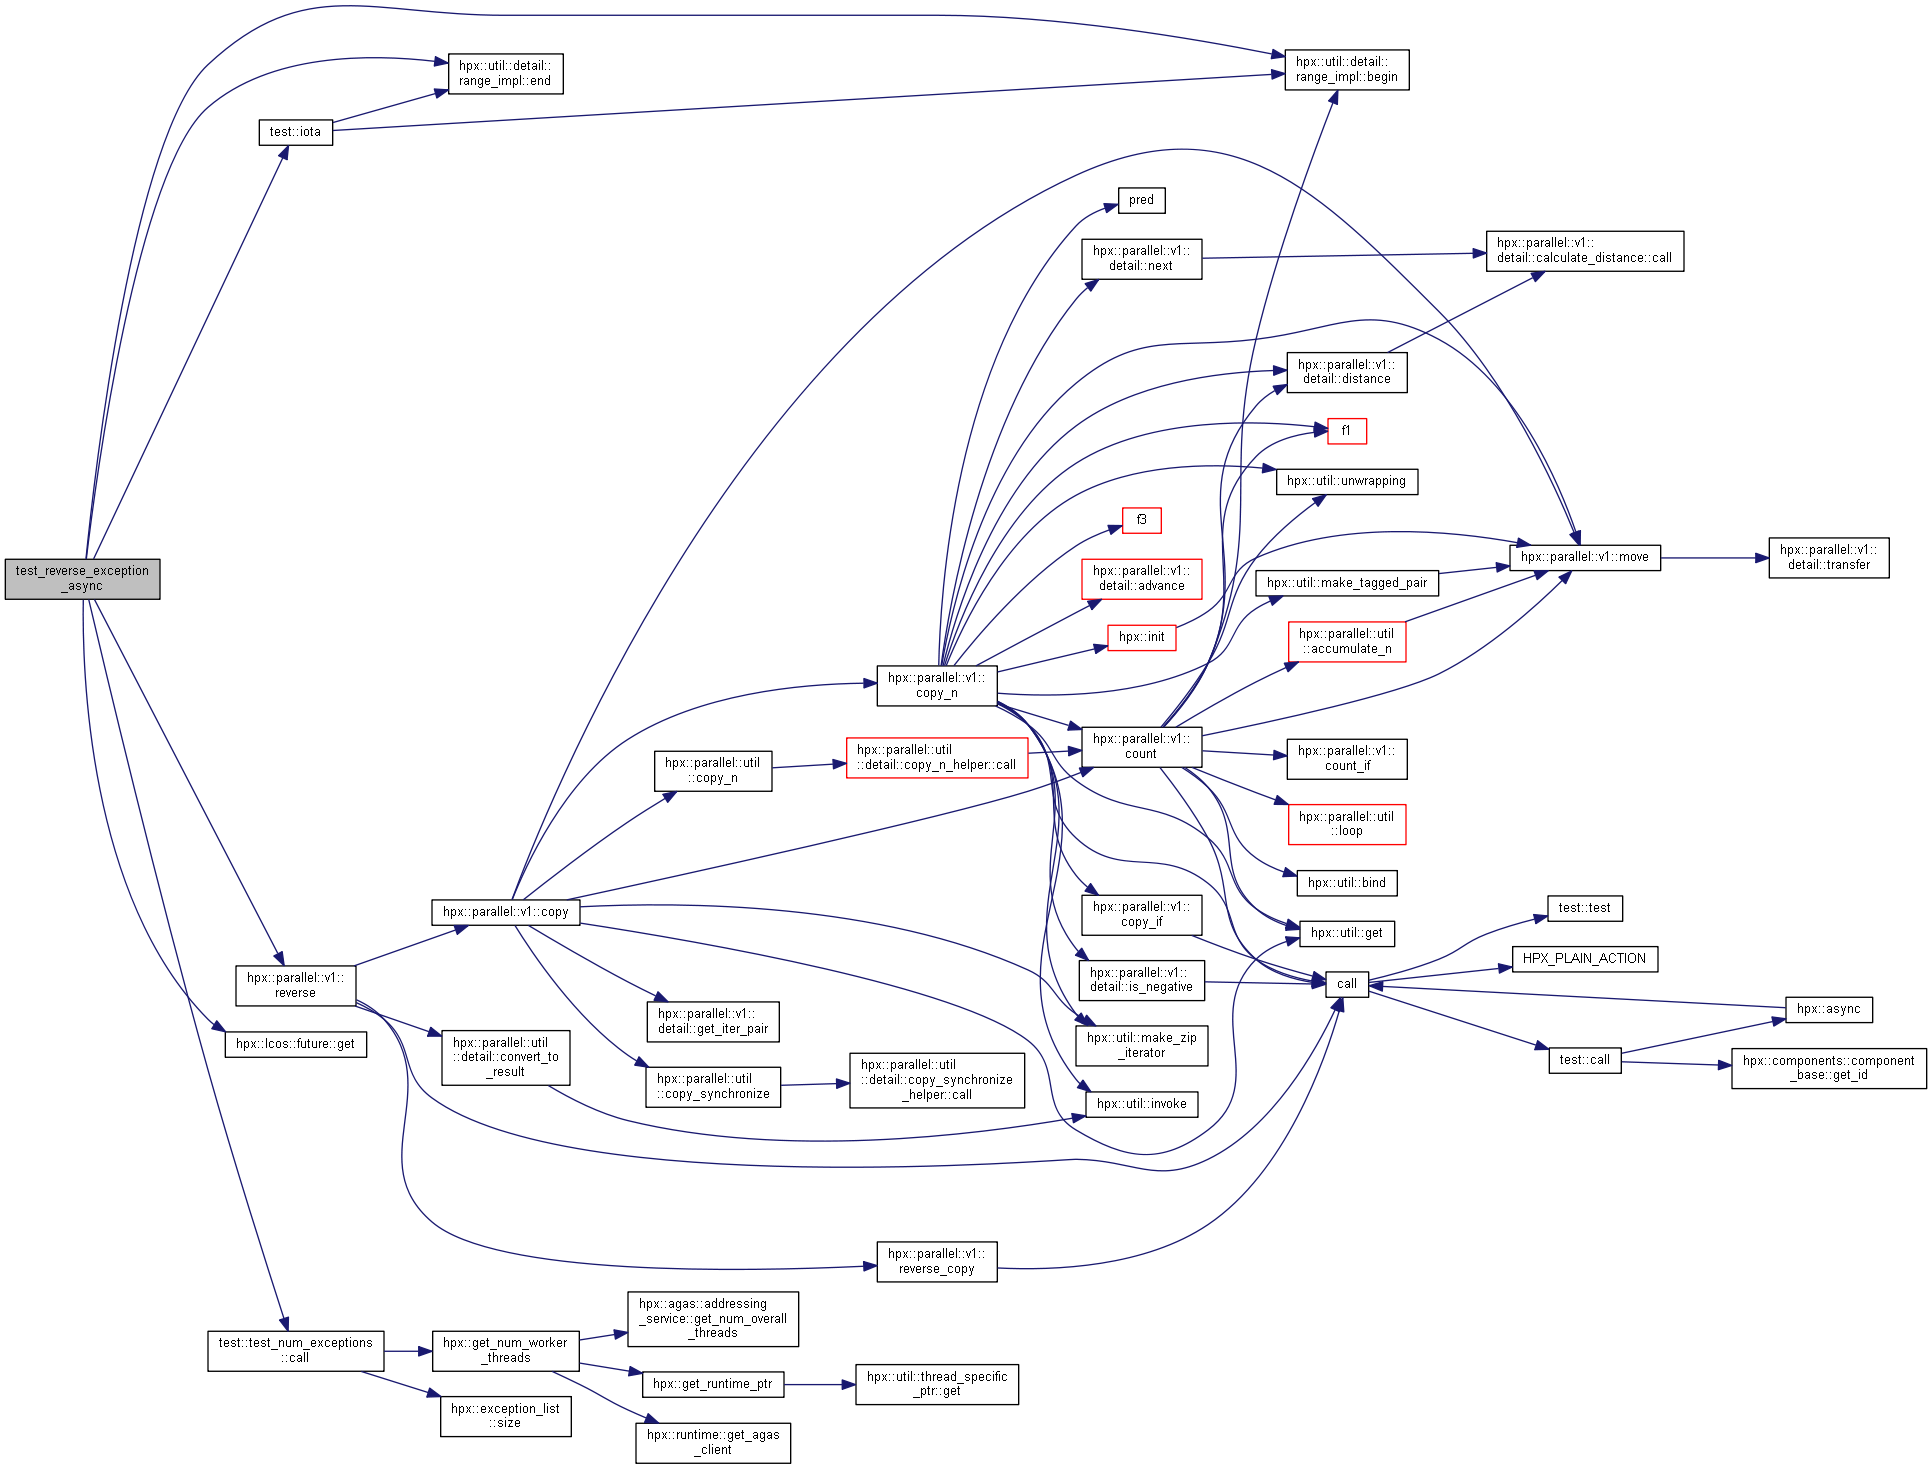 hpx::util::detail::
range_impl::end
hpx::util::detail::
range_impl::begin
test::iota
pred
hpx::parallel::v1::
detail::next
hpx::parallel::v1::
detail::calculate_distance::call
hpx::parallel::v1::
detail::distance
f1
hpx::util::unwrapping
f3
hpx::parallel::v1::
detail::advance
hpx::parallel::v1::move
hpx::parallel::v1::
detail::transfer
test_reverse_exception
_async
hpx::util::make_tagged_pair
hpx::init
hpx::parallel::util
::accumulate_n
hpx::parallel::v1::
copy_n
hpx::parallel::v1::
count
hpx::parallel::v1::
count_if
hpx::parallel::util
::copy_n
hpx::parallel::util
::detail::copy_n_helper::call
hpx::parallel::util
::loop
hpx::util::bind
hpx::parallel::v1::copy
hpx::parallel::v1::
copy_if
hpx::util::get
test::test
hpx::parallel::v1::
reverse
hpx::parallel::v1::
detail::is_negative
call
HPX_PLAIN_ACTION
hpx::async
hpx::parallel::v1::
detail::get_iter_pair
hpx::lcos::future::get
hpx::parallel::util
::detail::convert_to
_result
hpx::util::make_zip
_iterator
test::call
hpx::components::component
_base::get_id
hpx::parallel::util
::copy_synchronize
hpx::parallel::util
::detail::copy_synchronize
_helper::call
hpx::util::invoke
hpx::parallel::v1::
reverse_copy
hpx::agas::addressing
_service::get_num_overall
_threads
test::test_num_exceptions
::call
hpx::get_num_worker
_threads
hpx::get_runtime_ptr
hpx::util::thread_specific
_ptr::get
hpx::exception_list
::size
hpx::runtime::get_agas
_client